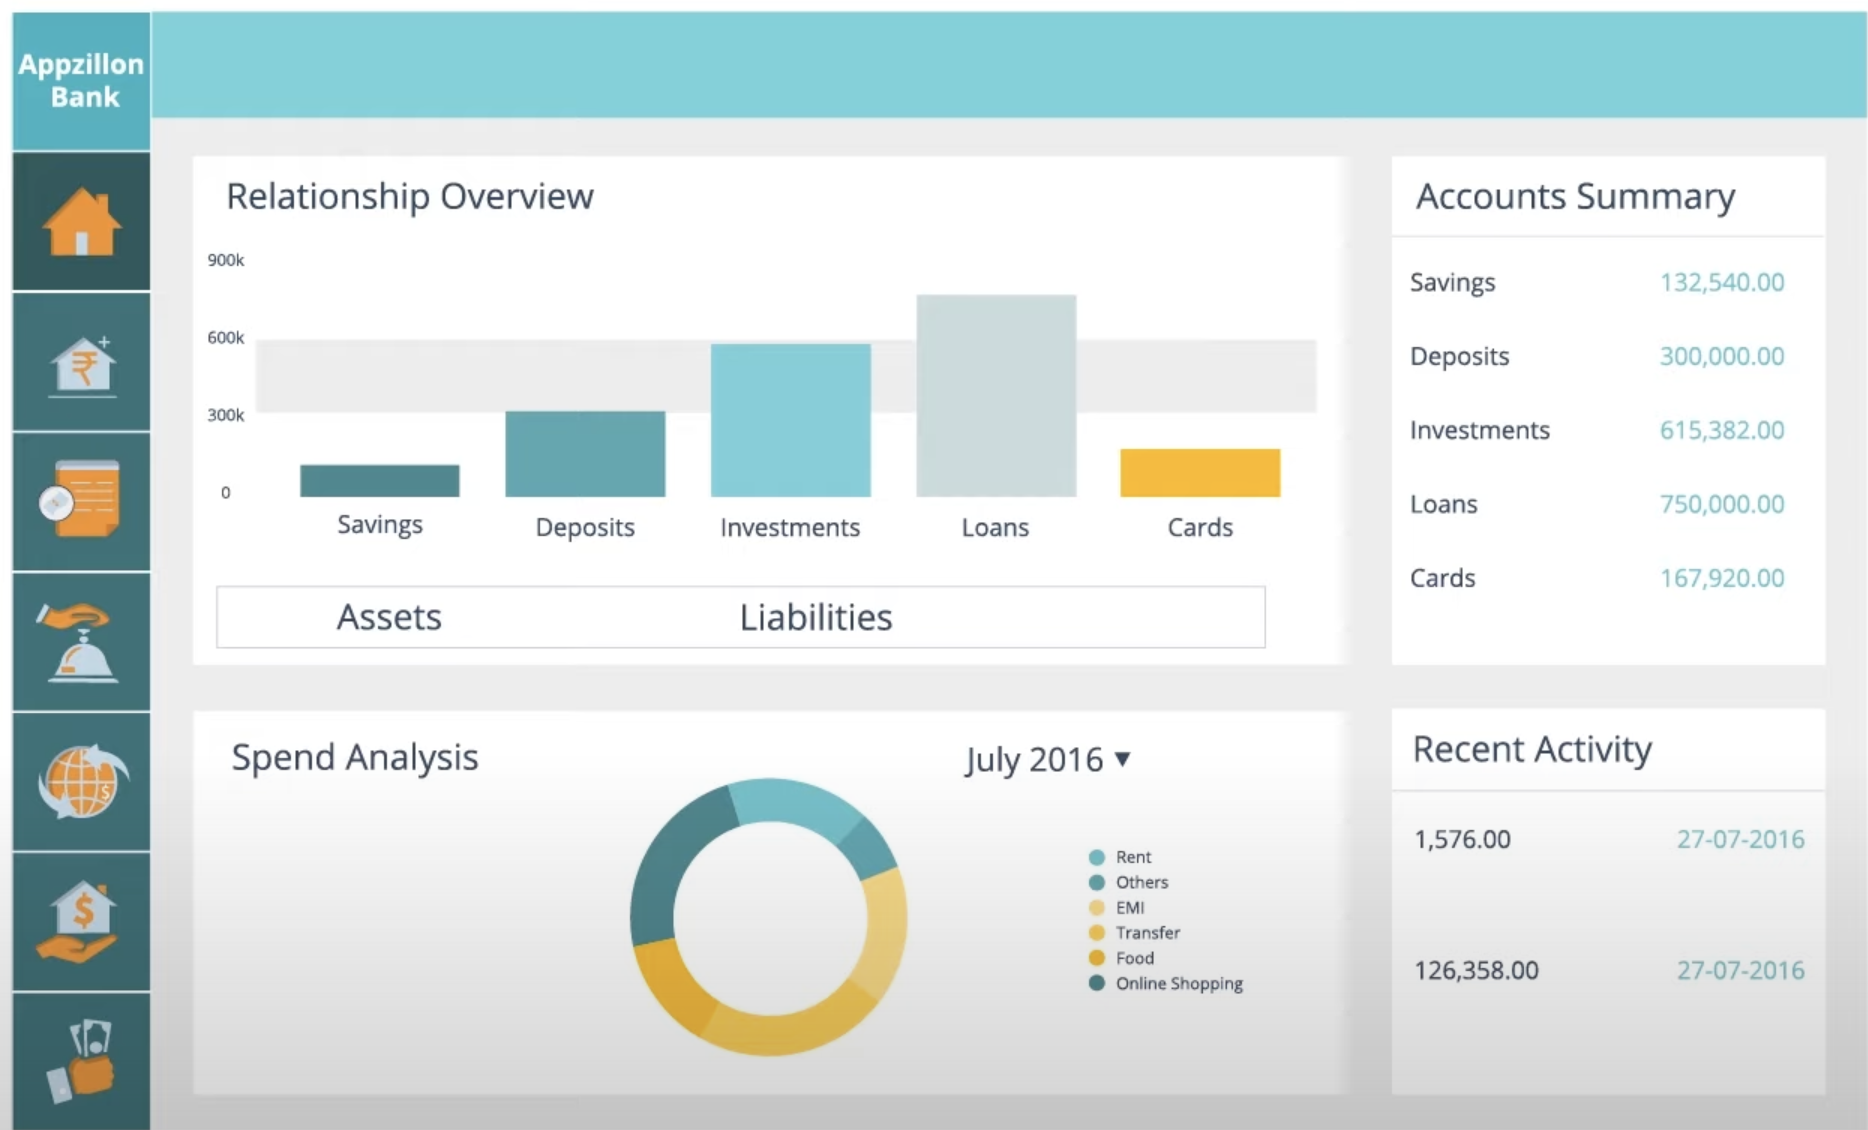 Appzillon
Bank
Relationship Overview
900k
600k
300k
0
Savings
Deposits
Investments
Loans
Cards
Assets
Liabilities
Accounts Summary
Savings 132,540.00
Deposits 300,000.00
Investments 615,382.00
Loans 750,000.00
Cards 167,920.00
Spend Analysis
July 2016 ▼
Rent
Others
EMI
Transfer
Food
Online Shopping
Recent Activity
1,576.00 27-07-2016
126,358.00 27-07-2016